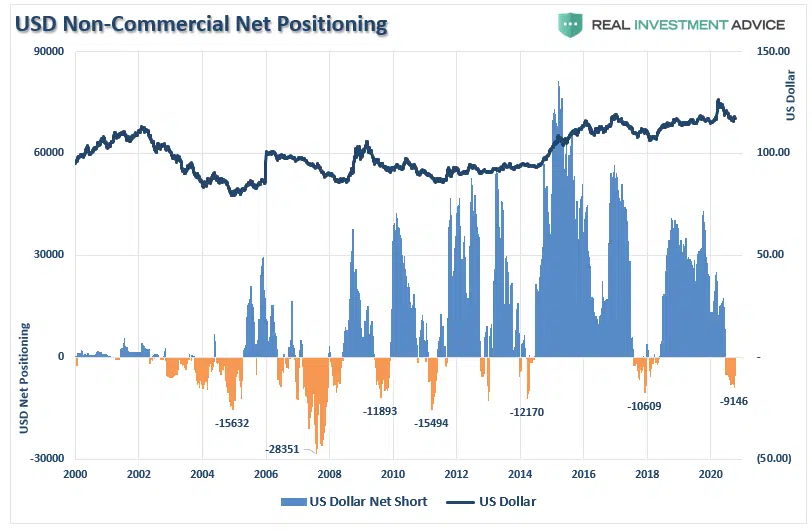 USD Non-Commercial Net Positioning
REAL INVESTMENT ADVICE
90000
60000
30000
0
-30000
USD Net Positioning
150.00
100.00
50.00
-
(50.00)
US Dollar
-15632
-28351
-11893
-15494
-12170
-10609
-9146
2000 2002 2004 2006 2008 2010 2012 2014 2016 2018 2020
US Dollar Net Short US Dollar